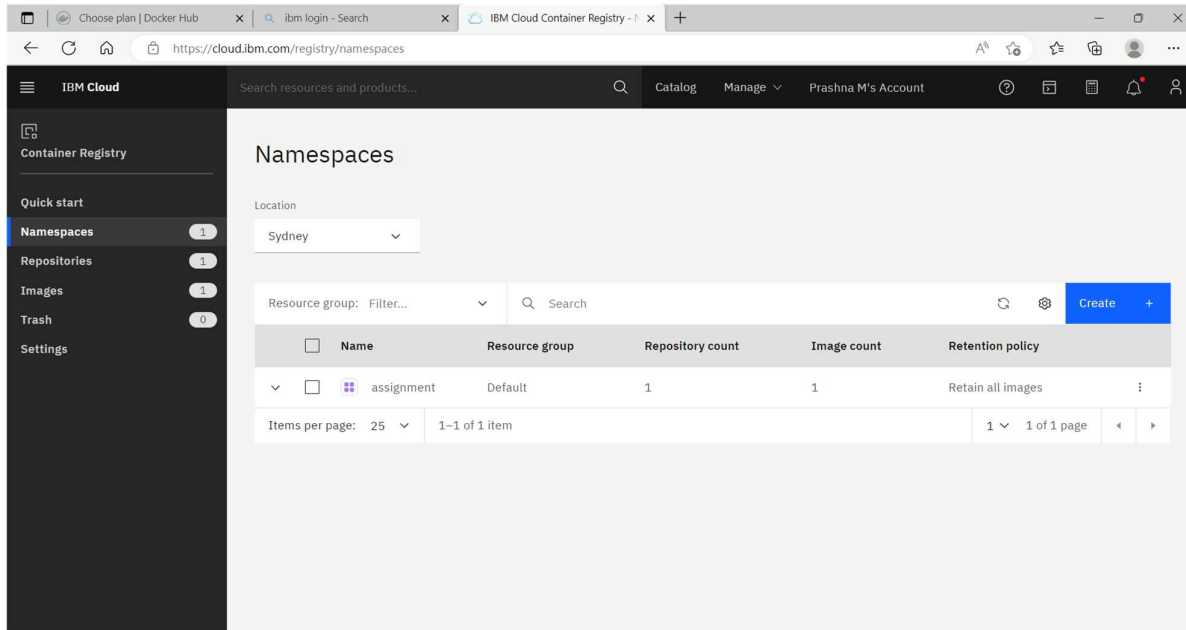 Choose plan | Docker Hub
ibm login - Search
IBM Cloud Container Registry - N
https://cloud.ibm.com/registry/namespaces
IBM Cloud
Search resources and products...
Catalog
Manage
Prashna M's Account
Container Registry
Quick start
Namespaces 1
Repositories 1
Images 1
Trash 0
Settings
Namespaces
Location
Sydney
Resource group: Filter...
Search
Create +
Name Resource group Repository count Image count Retention policy
assignment Default 1 1 Retain all images
Items per page: 25 1–1 of 1 item 1 1 of 1 page